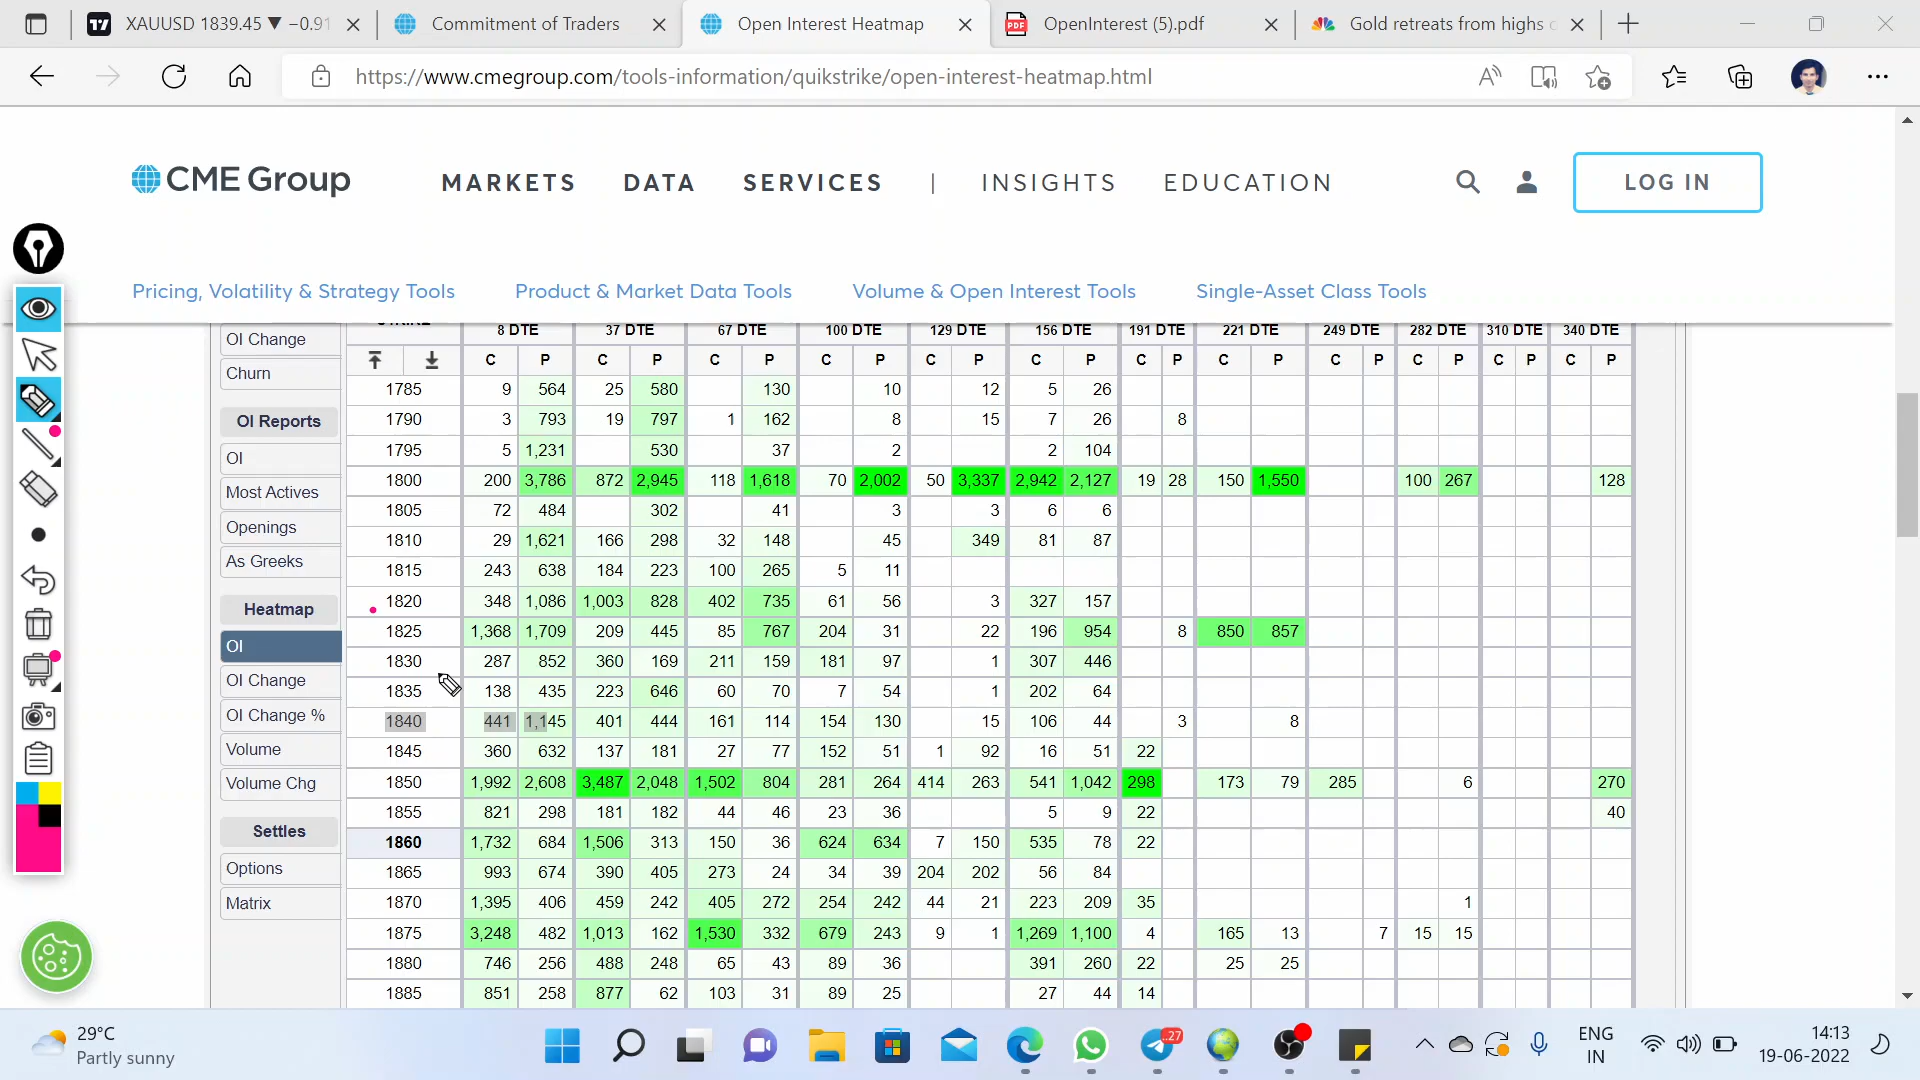 XAUUSD 1839.45 ▼ −0.91
Commitment of Traders
Open Interest Heatmap
OpenInterest (5).pdf
Gold retreats from highs
https://www.cmegroup.com/tools-information/quikstrike/open-interest-heatmap.html
CME Group
MARKETS DATA SERVICES | INSIGHTS EDUCATION
LOG IN
Pricing, Volatility & Strategy Tools Product & Market Data Tools Volume & Open Interest Tools Single-Asset Class Tools
OI Change
Churn
OI Reports
OI
Most Actives
Openings
As Greeks
Heatmap
OI
OI Change
OI Change %
Volume
Volume Chg
Settles
Options
Matrix
STRIKE 8 DTE 37 DTE 67 DTE 100 DTE 129 DTE 156 DTE 191 DTE 221 DTE 249 DTE 282 DTE 310 DTE 340 DTE
C P C P C P C P C P C P C P C P C P C P C P C P
1785 9 564 25 580 130 10 12 5 26
1790 3 793 19 797 1 162 8 15 7 26 8
1795 5 1,231 530 37 2 2 104
1800 200 3,786 872 2,945 118 1,618 70 2,002 50 3,337 2,942 2,127 19 28 150 1,550 100 267 128
1805 72 484 302 41 3 3 6 6
1810 29 1,621 166 298 32 148 45 349 81 87
1815 243 638 184 223 100 265 5 11
1820 348 1,086 1,003 828 402 735 61 56 3 327 157
1825 1,368 1,709 209 445 85 767 204 31 22 196 954 8 850 857
1830 287 852 360 169 211 159 181 97 1 307 446
1835 138 435 223 646 60 70 7 54 1 202 64
1840 441 1,145 401 444 161 114 154 130 15 106 44 3 8
1845 360 632 137 181 27 77 152 51 1 92 16 51 22
1850 1,992 2,608 3,487 2,048 1,502 804 281 264 414 263 541 1,042 298 173 79 285 6 270
1855 821 298 181 182 44 46 23 36 5 9 22 40
1860 1,732 684 1,506 313 150 36 624 634 7 150 535 78 22
1865 993 674 390 405 273 24 34 39 204 202 56 84
1870 1,395 406 459 242 405 272 254 242 44 21 223 209 35 1
1875 3,248 482 1,013 162 1,530 332 679 243 9 1 1,269 1,100 4 165 13 7 15 15
1880 746 256 488 248 65 43 89 36 391 260 22 25 25
1885 851 258 877 62 103 31 89 25 27 44 14
29°C
Partly sunny
27
ENG
IN
14:13
19-06-2022